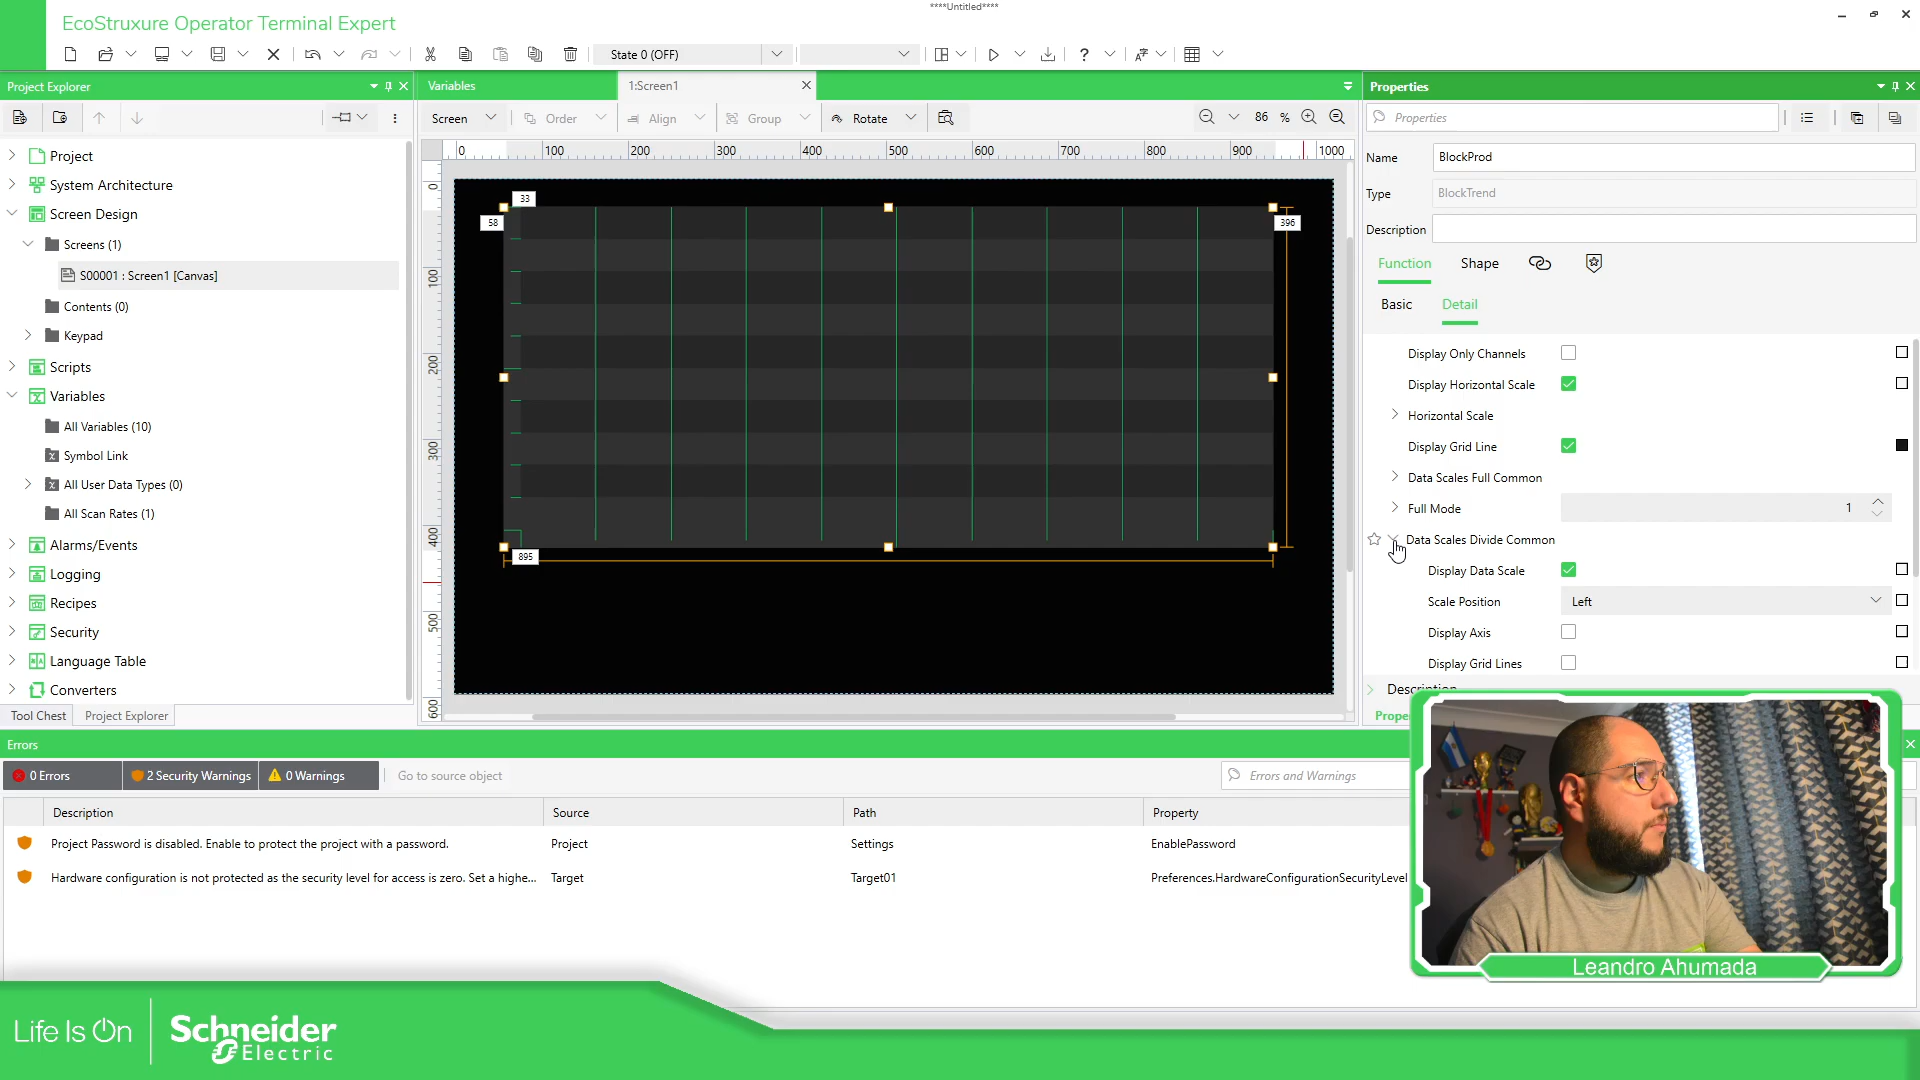 ****Untitled****
EcoStruxure Operator Terminal Expert
State 0 (OFF)
Project Explorer
Variables
1:Screen1
Properties
Screen
Order
Align
Group
Rotate
86 %
Properties
0 100 200 300 400 500 600 700 800 900 1000
0
100
200
300
400
500
600
33
58
396
895
Project
System Architecture
Screen Design
Screens (1)
S00001 : Screen1 [Canvas]
Contents (0)
Keypad
Scripts
Variables
All Variables (10)
Symbol Link
All User Data Types (0)
All Scan Rates (1)
Alarms/Events
Logging
Recipes
Security
Language Table
Converters
Tool Chest
Project Explorer
Name BlockProd
Type BlockTrend
Description
Function Shape
Basic Detail
Display Only Channels
Display Horizontal Scale
Horizontal Scale
Display Grid Line
Data Scales Full Common
Full Mode 1
Data Scales Divide Common
Display Data Scale
Scale Position Left
Display Axis
Display Grid Lines
Description
Errors
0 Errors
2 Security Warnings
0 Warnings
Go to source object
Errors and Warnings
Description Source Path Property
Project Password is disabled. Enable to protect the project with a password. Project Settings EnablePassword
Hardware configuration is not protected as the security level for access is zero. Set a highe... Target Target01 Preferences.HardwareConfigurationSecurityLevel
Leandro Ahumada
Life Is On
Schneider
Electric